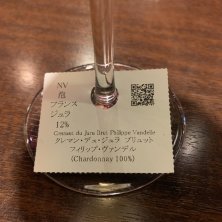 NV
泡
フランス
ジュラ
12%
Cremant du Jura Brut Philippe Vandelle
クレマン・デュ・ジュラ ブリュット
フィリップ・ヴァンデル
(Chardonnay 100%)